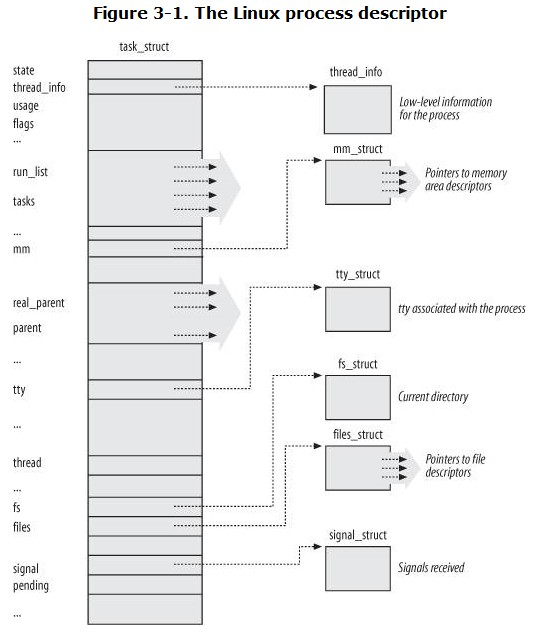 Figure 3-1. The Linux process descriptor
task_struct
state
thread_info
usage
flags
...
run_list
tasks
...
mm
real_parent
parent
...
tty
...
thread
...
fs
files
signal
pending
...
thread_info
Low-level information
for the process
mm_struct
Pointers to memory
area descriptors
tty_struct
tty associated with the process
fs_struct
Current directory
files_struct
Pointers to file
descriptors
signal_struct
Signals received